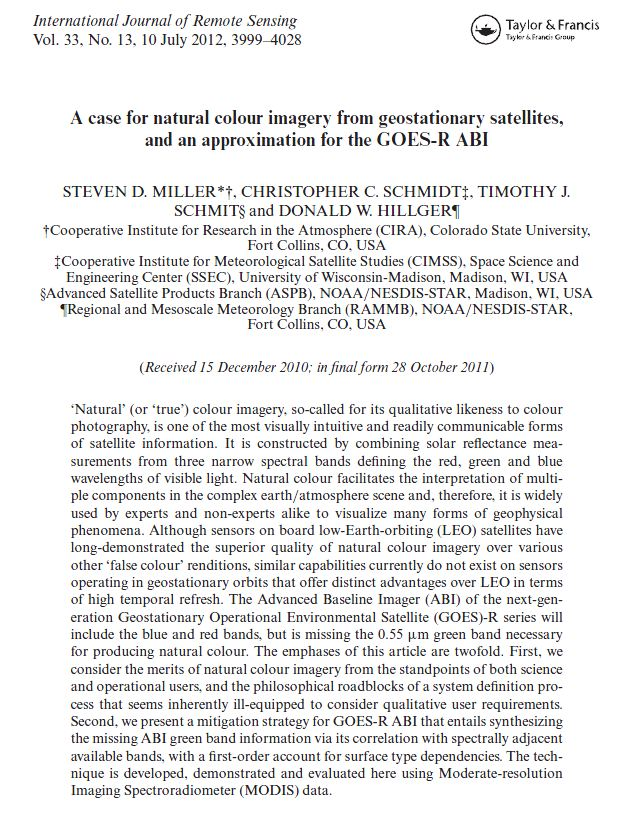 International Journal of Remote Sensing
Vol. 33, No. 13, 10 July 2012, 3999–4028
Taylor & Francis
Taylor & Francis Group
A case for natural colour imagery from geostationary satellites,
and an approximation for the GOES-R ABI
STEVEN D. MILLER*†, CHRISTOPHER C. SCHMIDT‡, TIMOTHY J.
SCHMIT§ and DONALD W. HILLGER¶
†Cooperative Institute for Research in the Atmosphere (CIRA), Colorado State University,
Fort Collins, CO, USA
‡Cooperative Institute for Meteorological Satellite Studies (CIMSS), Space Science and
Engineering Center (SSEC), University of Wisconsin-Madison, Madison, WI, USA
§Advanced Satellite Products Branch (ASPB), NOAA/NESDIS-STAR, Madison, WI, USA
¶Regional and Mesoscale Meteorology Branch (RAMMB), NOAA/NESDIS-STAR,
Fort Collins, CO, USA
(Received 15 December 2010; in final form 28 October 2011)
‘Natural’ (or ‘true’) colour imagery, so-called for its qualitative likeness to colour
photography, is one of the most visually intuitive and readily communicable forms
of satellite information. It is constructed by combining solar reflectance mea-
surements from three narrow spectral bands defining the red, green and blue
wavelengths of visible light. Natural colour facilitates the interpretation of multi-
ple components in the complex earth/atmosphere scene and, therefore, it is widely
used by experts and non-experts alike to visualize many forms of geophysical
phenomena. Although sensors on board low-Earth-orbiting (LEO) satellites have
long-demonstrated the superior quality of natural colour imagery over various
other ‘false colour’ renditions, similar capabilities currently do not exist on sensors
operating in geostationary orbits that offer distinct advantages over LEO in terms
of high temporal refresh. The Advanced Baseline Imager (ABI) of the next-gen-
eration Geostationary Operational Environmental Satellite (GOES)-R series will
include the blue and red bands, but is missing the 0.55 μm green band necessary
for producing natural colour. The emphases of this article are twofold. First, we
consider the merits of natural colour imagery from the standpoints of both science
and operational users, and the philosophical roadblocks of a system definition pro-
cess that seems inherently ill-equipped to consider qualitative user requirements.
Second, we present a mitigation strategy for GOES-R ABI that entails synthesizing
the missing ABI green band information via its correlation with spectrally adjacent
available bands, with a first-order account for surface type dependencies. The tech-
nique is developed, demonstrated and evaluated here using Moderate-resolution
Imaging Spectroradiometer (MODIS) data.